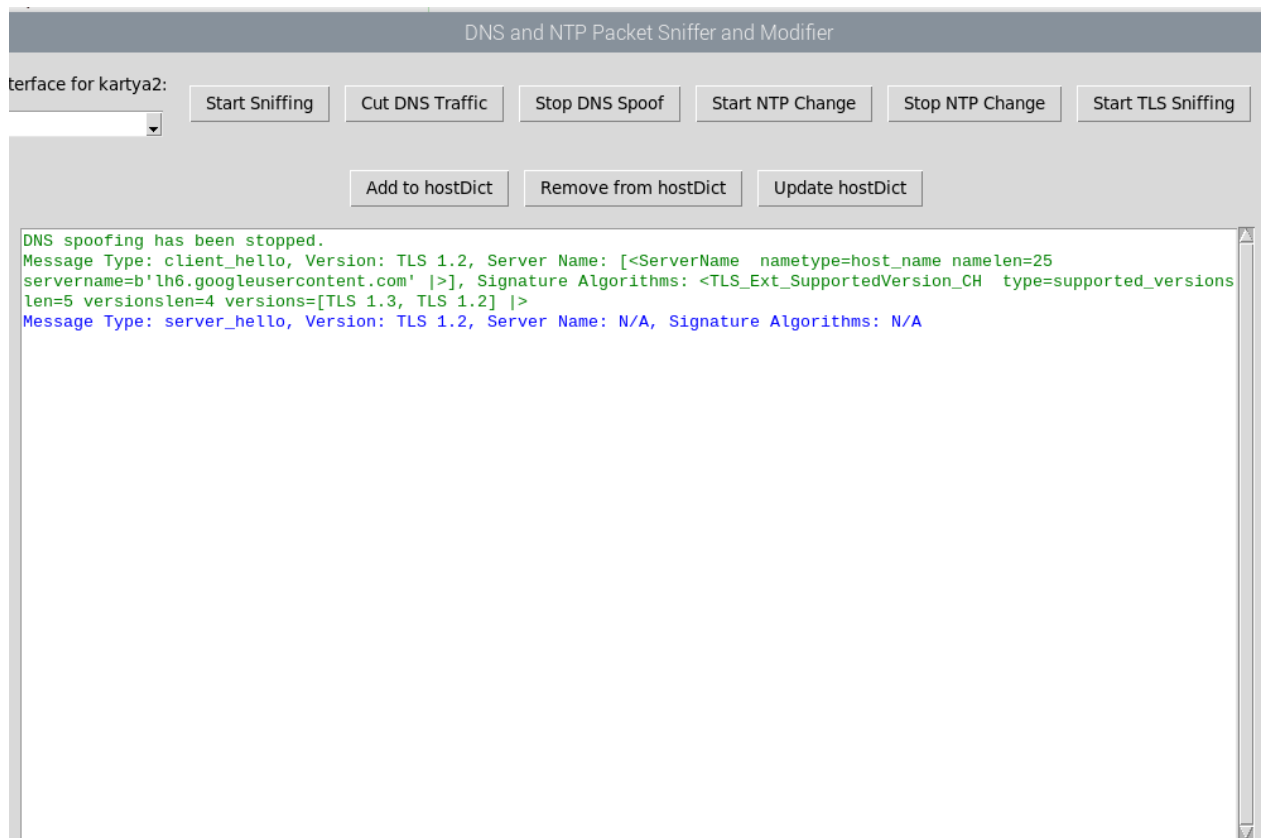 DNS and NTP Packet Sniffer and Modifier
terface for kartya2:
Start Sniffing
Cut DNS Traffic
Stop DNS Spoof
Start NTP Change
Stop NTP Change
Start TLS Sniffing
Add to hostDict
Remove from hostDict
Update hostDict
DNS spoofing has been stopped.
Message Type: client_hello, Version: TLS 1.2, Server Name: [<ServerName  nametype=host_name namelen=25
servername=b'lh6.googleusercontent.com' |>], Signature Algorithms: <TLS_Ext_SupportedVersion_CH  type=supported_versions
len=5 versionslen=4 versions=[TLS 1.3, TLS 1.2] |>
Message Type: server_hello, Version: TLS 1.2, Server Name: N/A, Signature Algorithms: N/A